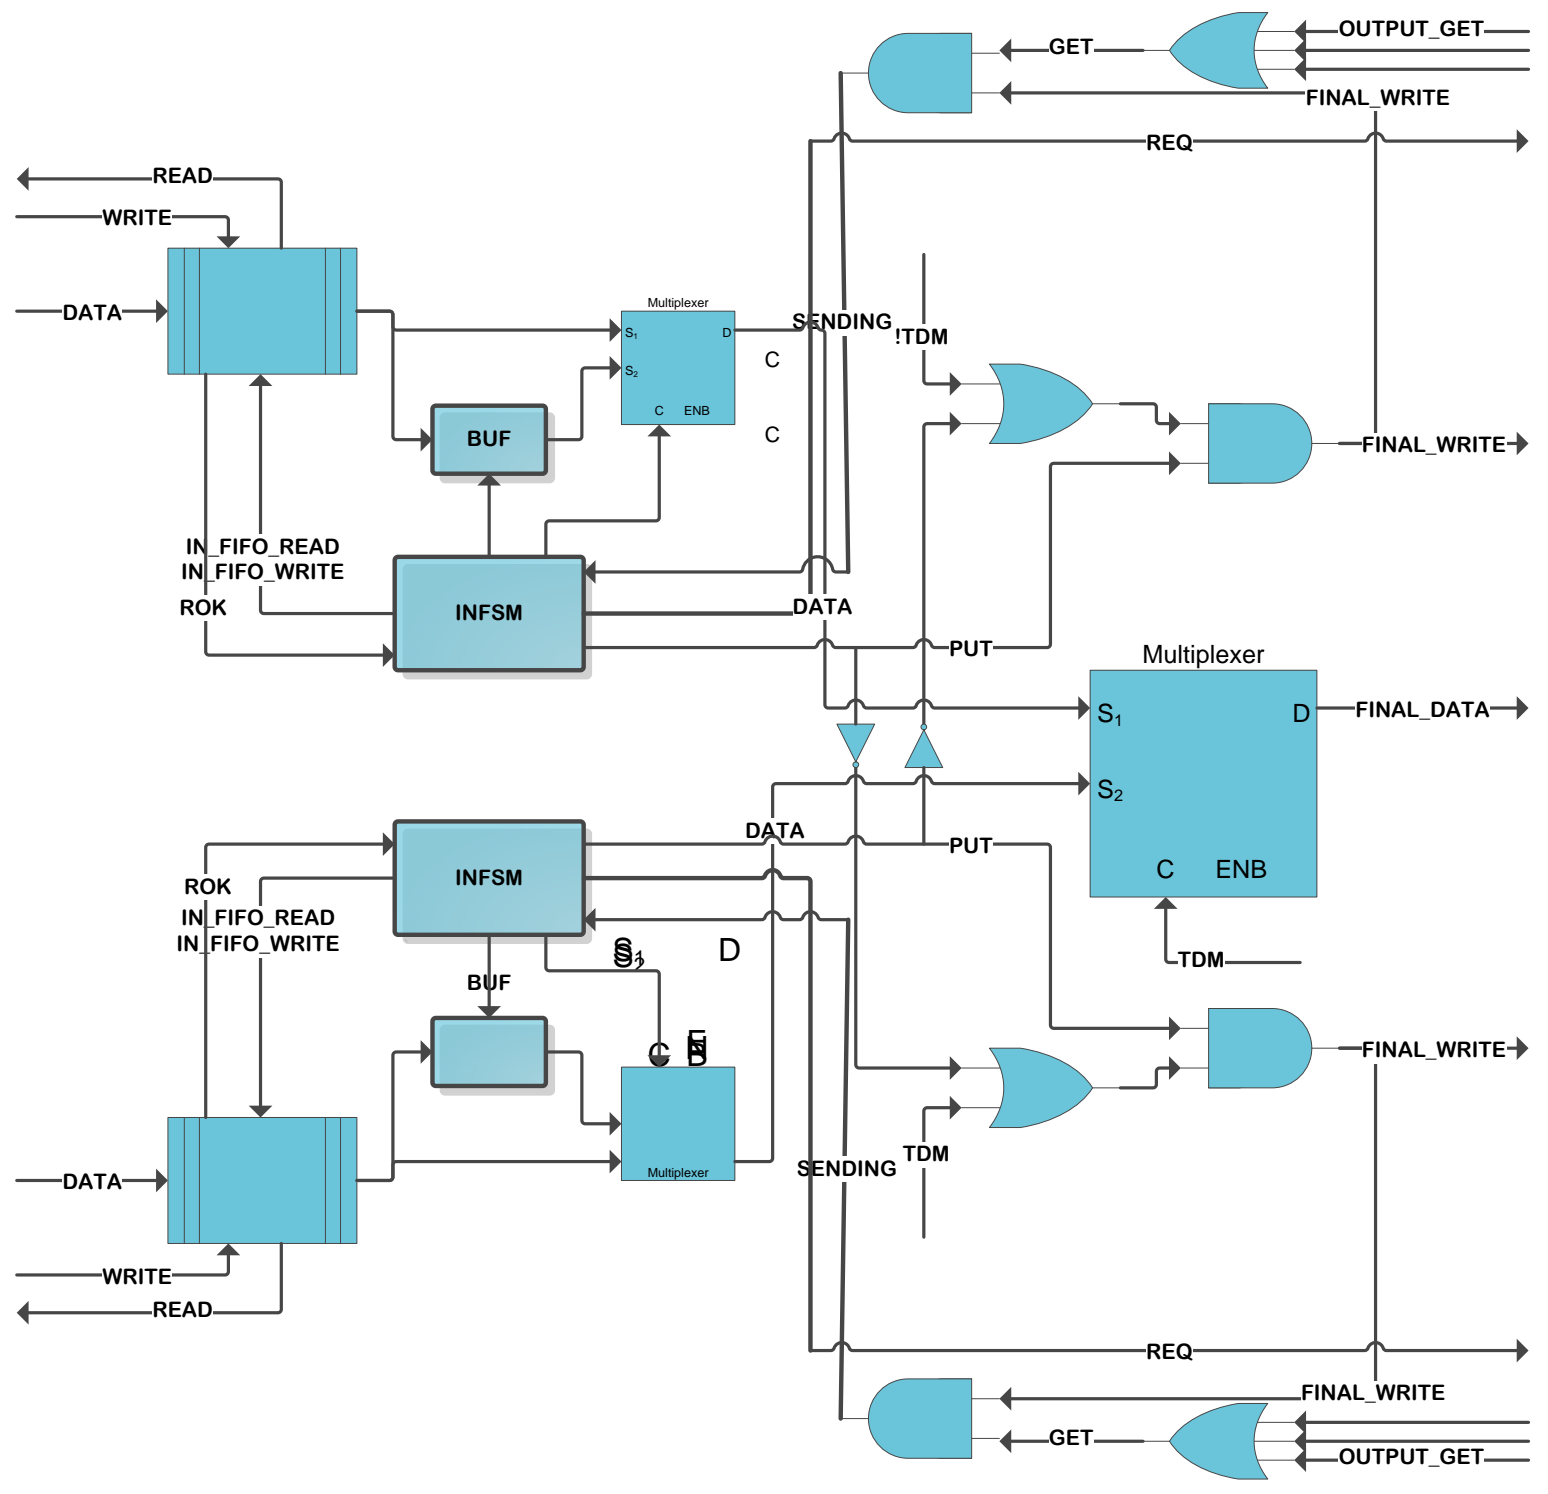 OUTPUT_GET
GET
FINAL_WRITE
REQ
READ
WRITE
DATA
Multiplexer
S1
D
S2
C ENB
C
C
SENDING
!TDM
BUF
FINAL_WRITE
IN_FIFO_READ
IN_FIFO_WRITE
ROK
INFSM
DATA
PUT
Multiplexer
S1
D
S2
C ENB
FINAL_DATA
TDM
DATA
PUT
INFSM
ROK
IN_FIFO_READ
IN_FIFO_WRITE
D
BUF
C
FINAL_WRITE
TDM
SENDING
Multiplexer
DATA
WRITE
READ
REQ
FINAL_WRITE
GET
OUTPUT_GET